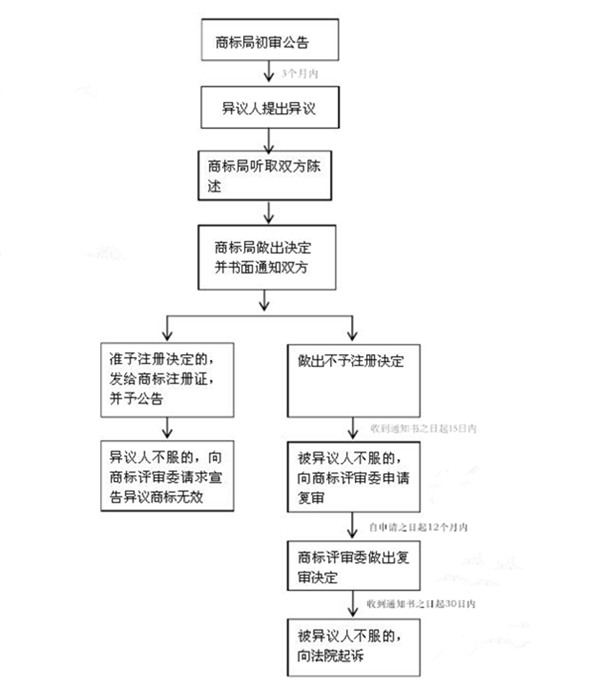 商标局初审公告
3个月内
异议人提出异议
商标局听取双方陈
述
商标局做出决定
并书面通知双方
准予注册决定的,
发给商标注册证,
并予公告
做出不予注册决定
收到通知书之日起15日内
异议人不服的,向
商标评审委请求宣
告异议商标无效
被异议人不服的,
向商标评审委申请
复审
自申请之日起12个月内
商标评审委做出复
审决定
收到通知书之日起30日内
被异议人不服的,
向法院起诉